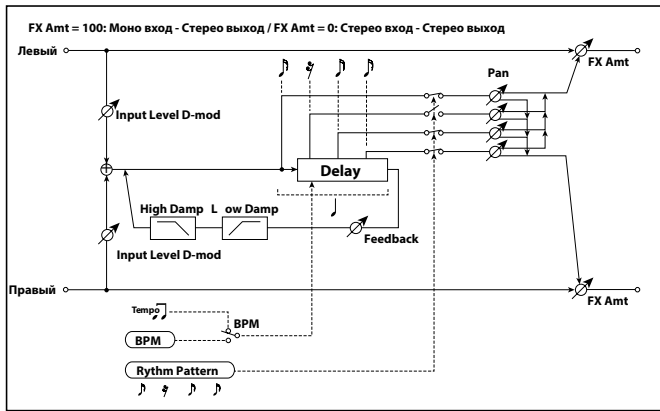 FX Amt = 100: Моно вход - Стерео выход / FX Amt = 0: Стерео вход - Стерео выход
Левый
FX Amt
Pan
Input Level D-mod
Delay
High Damp L ow Damp
Feedback
Input Level D-mod
Правый
FX Amt
Tempo
BPM
BPM
Rythm Pattern